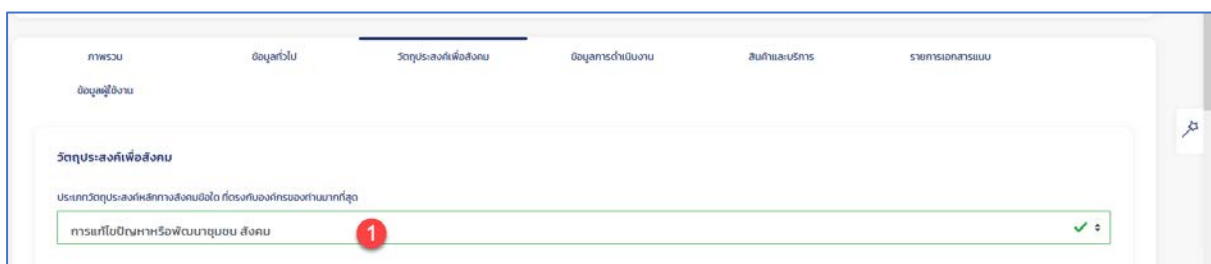 ภาพรวม ข้อมูลทั่วไป วัตถุประสงค์เพื่อสังคม ข้อมูลการดำเนินงาน สินค้าและบริการ รายการเอกสารแนบ
ข้อมูลผู้ใช้งาน
วัตถุประสงค์เพื่อสังคม
ประเภทวัตถุประสงค์หลักทางสังคมข้อใด ที่ตรงกับองค์กรของท่านมากที่สุด
การแก้ไขปัญหาหรือพัฒนาชุมชน สังคม 1